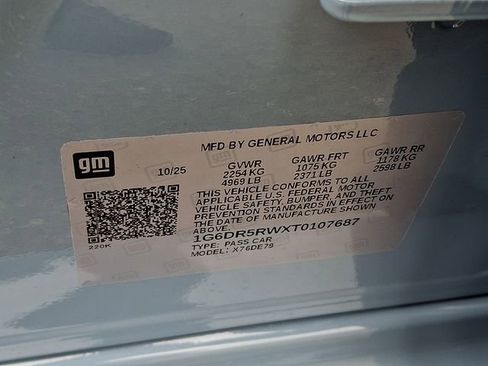 MFD BY GENERAL MOTORS LLC
gm
10/25
GVWR GAWR FRT GAWR RR
2254 KG 1075 KG 1178 KG
4969 LB 2371 LB 2598 LB
THIS VEHICLE CONFORMS TO ALL
APPLICABLE U.S. FEDERAL MOTOR
VEHICLE SAFETY, BUMPER, AND THEFT
PREVENTION STANDARDS IN EFFECT ON
THE DATE OF MANUFACTURE SHOWN
ABOVE.
1G6DR5RWXT0107687
220K
TYPE: PASS CAR
MODEL: X76DE79